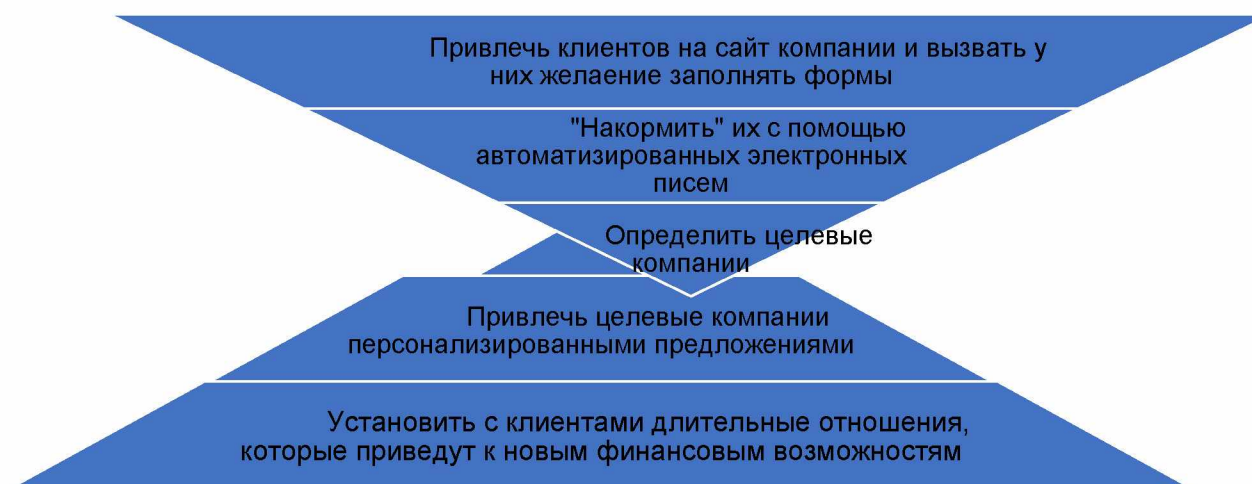 Привлечь клиентов на сайт компании и вызвать у
них желаение заполнять формы
"Накормить" их с помощью
автоматизированных электронных
писем
Определить целевые
компании
Привлечь целевые компании
персонализированными предложениями
Установить с клиентами длительные отношения,
которые приведут к новым финансовым возможностям